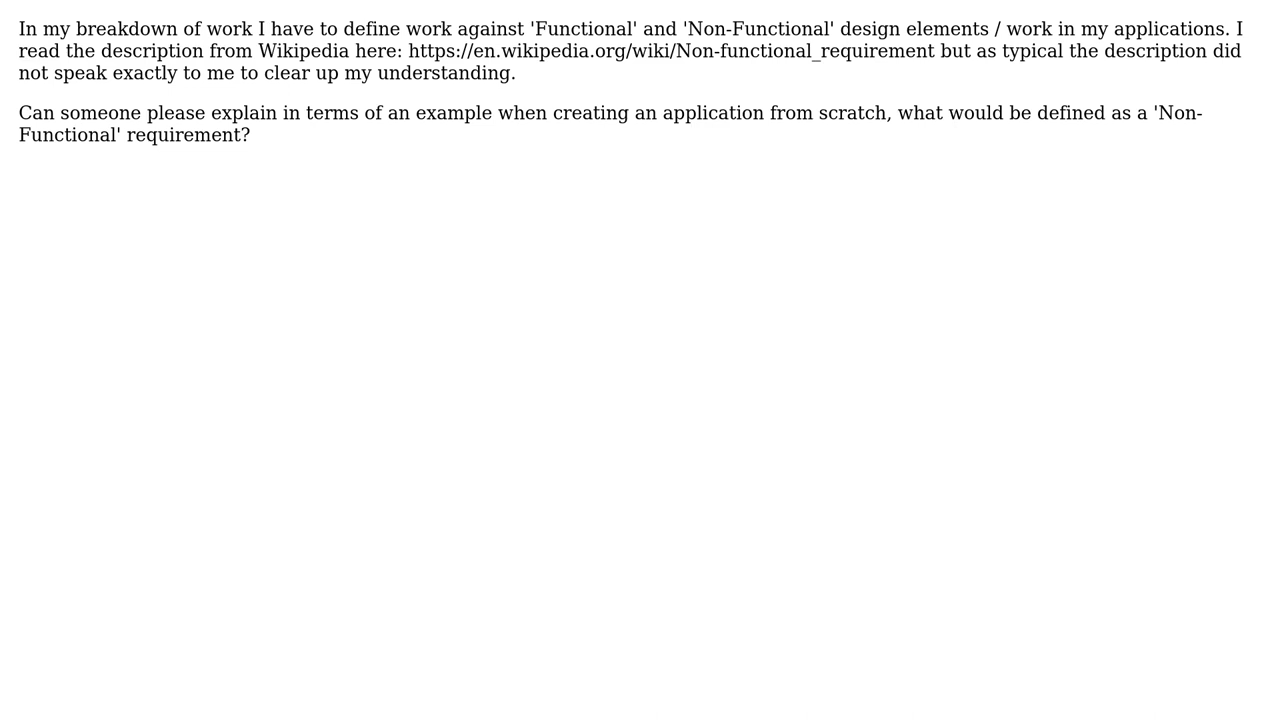 In my breakdown of work I have to define work against 'Functional' and 'Non-Functional' design elements / work in my applications. I
read the description from Wikipedia here: https://en.wikipedia.org/wiki/Non-functional_requirement but as typical the description did
not speak exactly to me to clear up my understanding.
Can someone please explain in terms of an example when creating an application from scratch, what would be defined as a 'Non-
Functional' requirement?